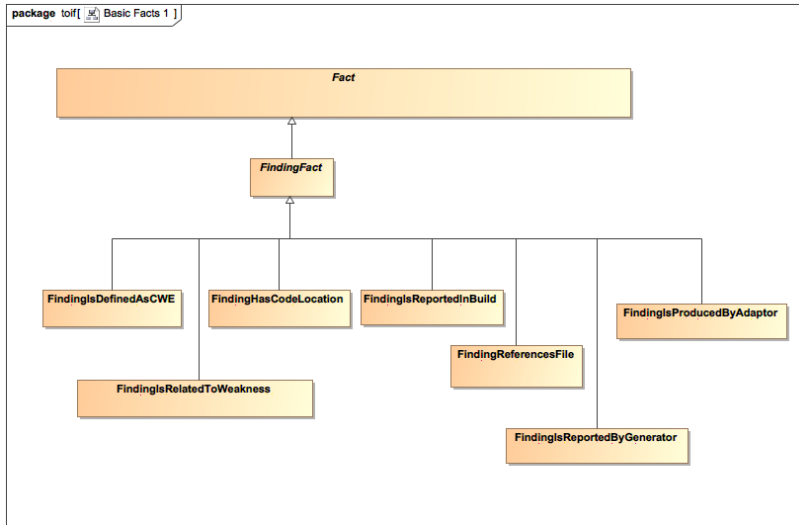 package toif[ Basic Facts 1 ]
Fact
FindingFact
FindingIsDefinedAsCWE
FindingHasCodeLocation
FindingIsReportedInBuild
FindingIsProducedByAdaptor
FindingReferencesFile
FindingIsRelatedToWeakness
FindingIsReportedByGenerator